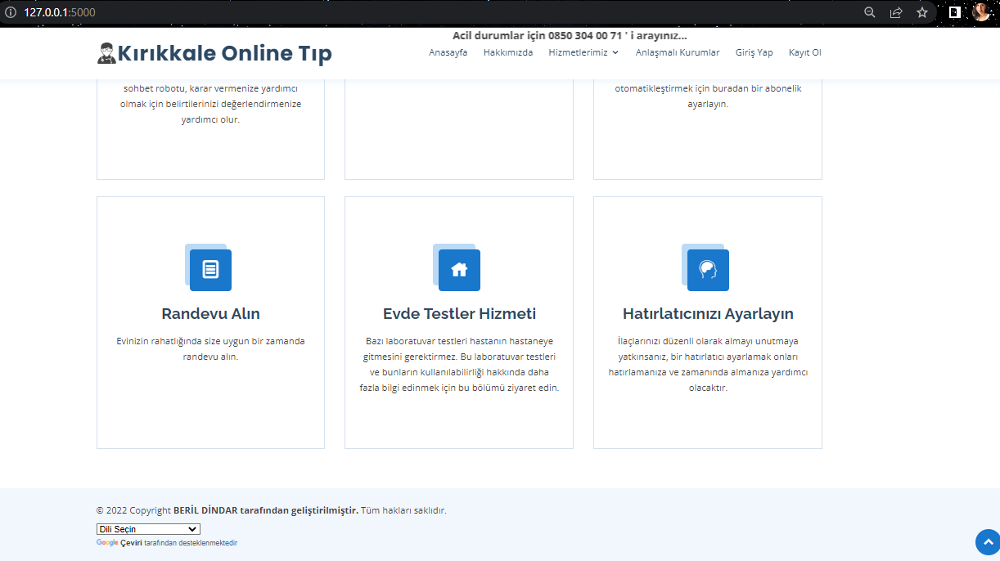 127.0.0.1:5000
Acil durumlar için 0850 304 00 71 ' i arayınız...
Kırıkkale Online Tıp
Anasayfa Hakkımızda Hizmetlerimiz Anlaşmalı Kurumlar Giriş Yap Kayıt Ol
sohbet robotu, karar vermenize yardımcı
olmak için belirtilerinizi değerlendirmenize
yardımcı olur.
otomatikleştirmek için buradan bir abonelik
ayarlayın.
Randevu Alın
Evinizin rahatlığında size uygun bir zamanda
randevu alın.
Evde Testler Hizmeti
Bazı laboratuvar testleri hastanın hastaneye
gitmesini gerektirmez. Bu laboratuvar testleri
ve bunların kullanılabilirliği hakkında daha
fazla bilgi edinmek için bu bölümü ziyaret edin.
Hatırlatıcınızı Ayarlayın
İlaçlarınızı düzenli olarak almayı unutmaya
yatkınsanız, bir hatırlatıcı ayarlamak onları
hatırlamanıza ve zamanında almanıza yardımcı
olacaktır.
© 2022 Copyright BERİL DİNDAR tarafından geliştirilmiştir. Tüm hakları saklıdır.
Dili Seçin
Google Çeviri tarafından desteklenmektedir